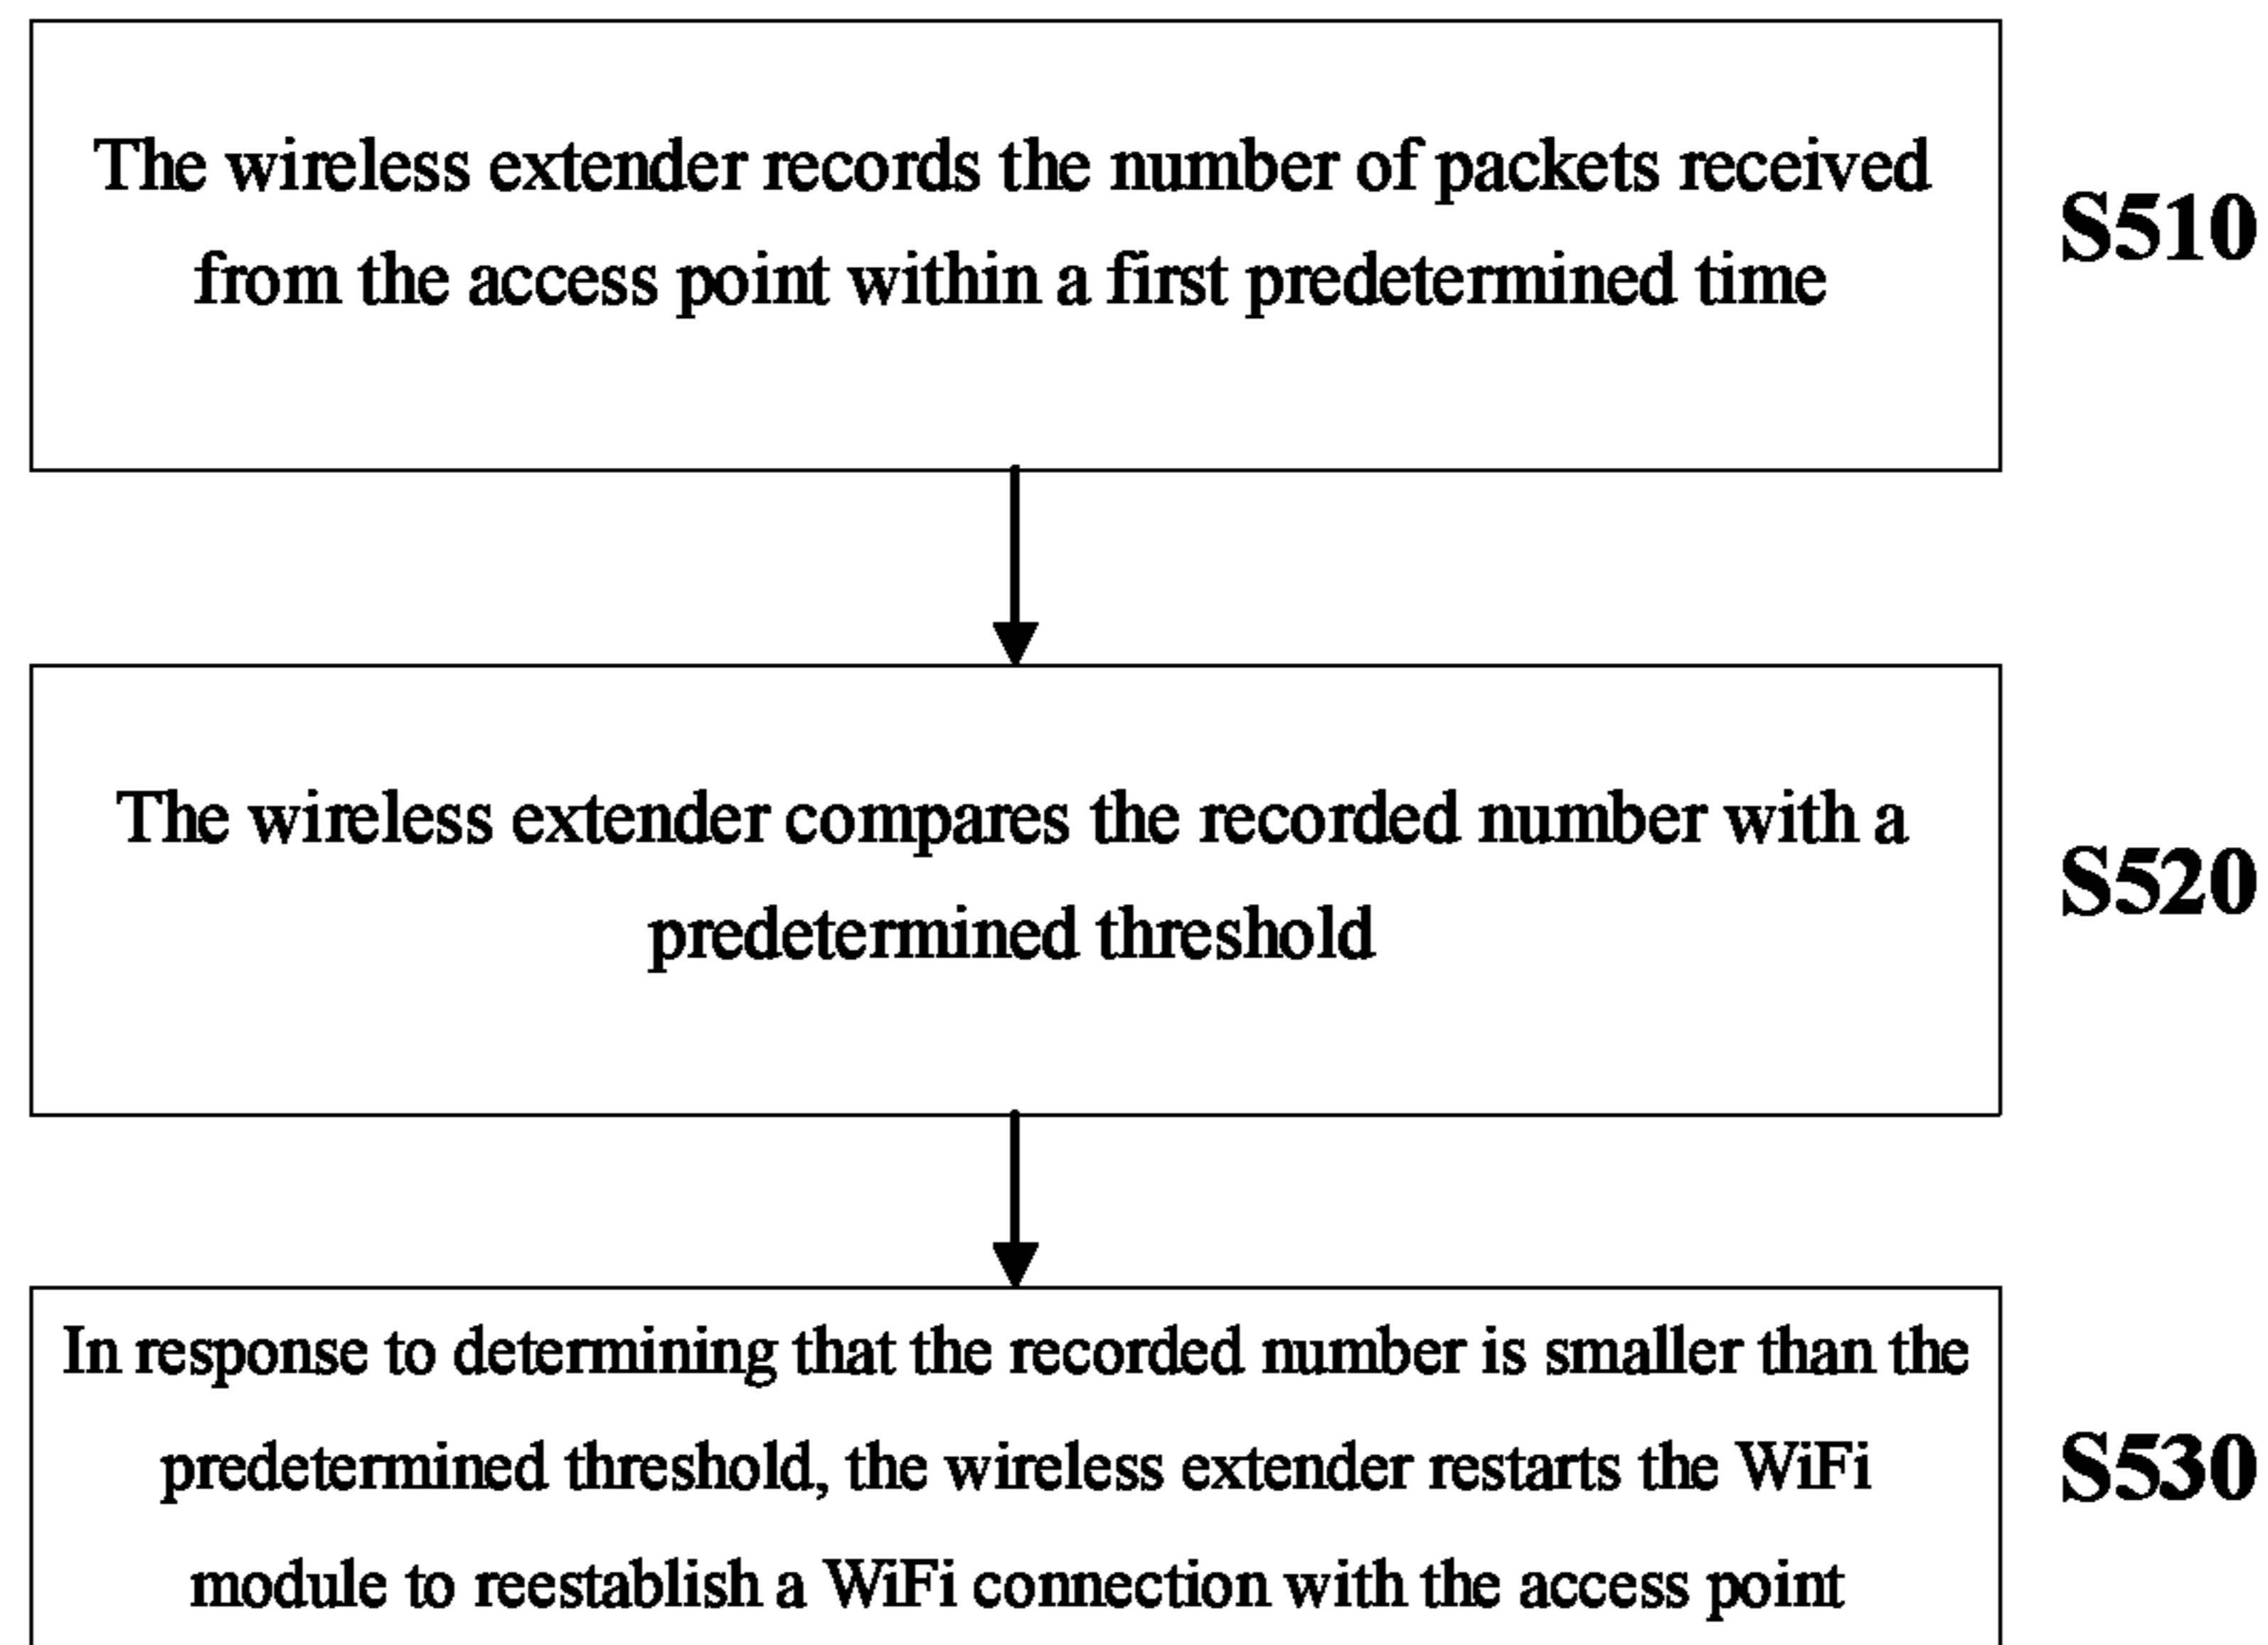 The wireless extender records the number of packets received
from the access point within a first predetermined time
S510
The wireless extender compares the recorded number with a
predetermined threshold
S520
In response to determining that the recorded number is smaller than the
predetermined threshold, the wireless extender restarts the WiFi
module to reestablish a WiFi connection with the access point
S530